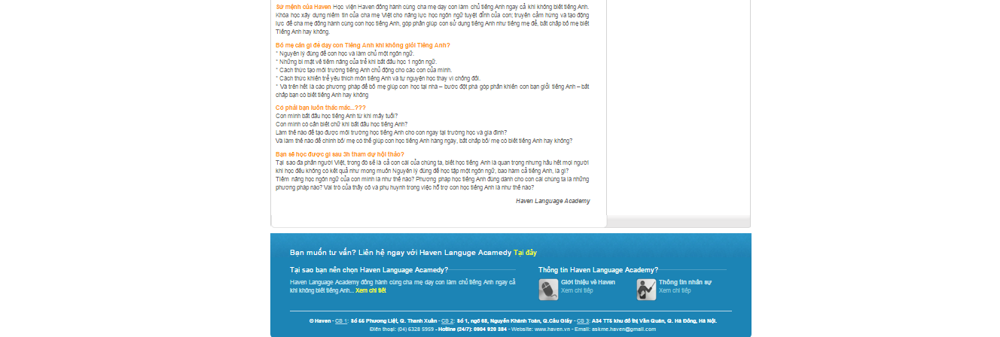 Sứ mệnh của Haven Học viện Haven đồng hành cùng cha mẹ dạy con làm chủ tiếng Anh ngay cả khi không biết tiếng Anh.
Khóa học xây dựng niềm tin của cha mẹ Việt cho năng lực học ngôn ngữ tuyệt đỉnh của con; truyền cảm hứng và tạo động
lực để cha mẹ đồng hành cùng con học tiếng Anh, góp phần giúp con sử dụng tiếng Anh như tiếng mẹ đẻ, bất chấp bố mẹ biết
Tiếng Anh hay không.
Bố mẹ cần gì để dạy con Tiếng Anh khi không giỏi Tiếng Anh?
* Nguyên lý đúng để con học và làm chủ một ngôn ngữ.
* Những bí mật về tiềm năng của trẻ khi bắt đầu học 1 ngôn ngữ.
* Cách thức tạo môi trường tiếng Anh chủ động cho các con của mình.
* Cách thức khiến trẻ yêu thích môn tiếng Anh và tự nguyện học thay vì chống đối.
* Và trên hết là các phương pháp để bố mẹ giúp con học tại nhà – bước đột phá góp phần khiến con bạn giỏi tiếng Anh – bất
chấp bạn có biết tiếng Anh hay không
Có phải bạn luôn thắc mắc...???
Con mình bắt đầu học tiếng Anh từ khi mấy tuổi?
Con mình có cần biết chữ khi bắt đầu học tiếng Anh?
Làm thế nào để tạo được môi trường học tiếng Anh cho con ngay tại trường học và gia đình?
Và làm thế nào để chính bố/ mẹ có thể giúp con học tiếng Anh hàng ngày, bất chấp bố/ mẹ có biết tiếng Anh hay không?
Bạn sẽ học được gì sau 3h tham dự hội thảo?
Tại sao đa phần người Việt, trong đó sẽ là cả con cái của chúng ta, biết học tiếng Anh là quan trọng nhưng hầu hết mọi người
khi học đều không có kết quả như mong muốn Nguyên lý đúng để học tập một ngôn ngữ, bao hàm cả tiếng Anh, là gì?
Tiềm năng học ngôn ngữ của con mình là như thế nào? Phương pháp học tiếng Anh đúng dành cho con cái chúng ta là những
phương pháp nào? Vai trò của thầy cô và phụ huynh trong việc hỗ trợ con học tiếng Anh là như thế nào?
Haven Language Academy
Bạn muốn tư vấn? Liên hệ ngay với Haven Languge Acamedy Tại đây
Tại sao bạn nên chọn Haven Language Acamedy?
Haven Language Academy đồng hành cùng cha mẹ dạy con làm chủ tiếng Anh ngay cả
khi không biết tiếng Anh... Xem chi tiết
Thông tin Haven Language Academy?
Giới thiệu về Haven
Xem chi tiếp
Thông tin nhân sự
Xem chi tiếp
© Haven - CS 1: Số 55 Phương Liệt, Q. Thanh Xuân - CS 2: Số 1, ngõ 68, Nguyễn Khánh Toàn, Q.Cầu Giấy - CS 3: A34 TT5 khu đô thị Văn Quán, Q. Hà Đông, Hà Nội.
Điện thoại: (04) 6328 5959 - Hotline (24/7): 0904 920 384 - Website: www.haven.vn - Email: askme.haven@gmail.com